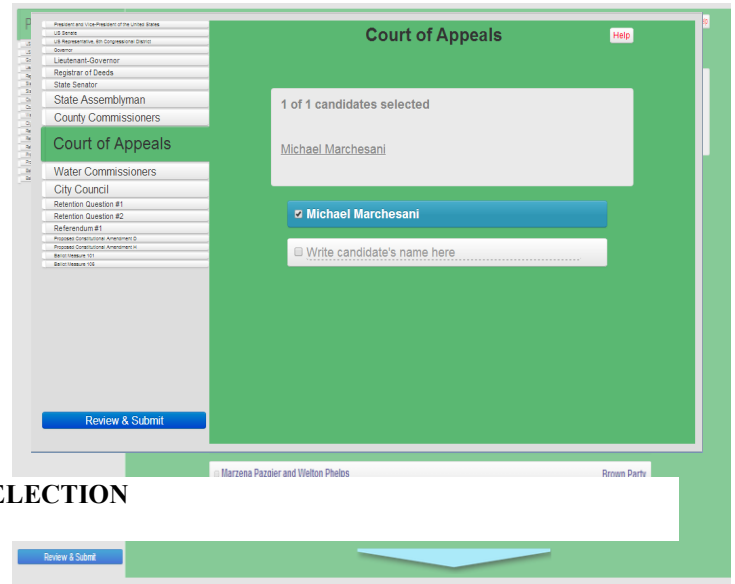 President and Vice-President of the United States
US Senate
US Representative, 6th Congressional District
Governor
Lieutenant-Governor
Registrar of Deeds
State Senator
State Assemblyman
County Commissioners
Court of Appeals
Water Commissioners
City Council
Retention Question #1
Retention Question #2
Referendum #1
Proposed Constitutional Amendment D
Proposed Constitutional Amendment H
Ballot Measure 101
Ballot Measure 106
Review & Submit
Court of Appeals
Help
1 of 1 candidates selected
Michael Marchesani
Michael Marchesani
Write candidate's name here
Marzena Pazgier and Welton Phelps Brown Party
ELECTION
Review & Submit